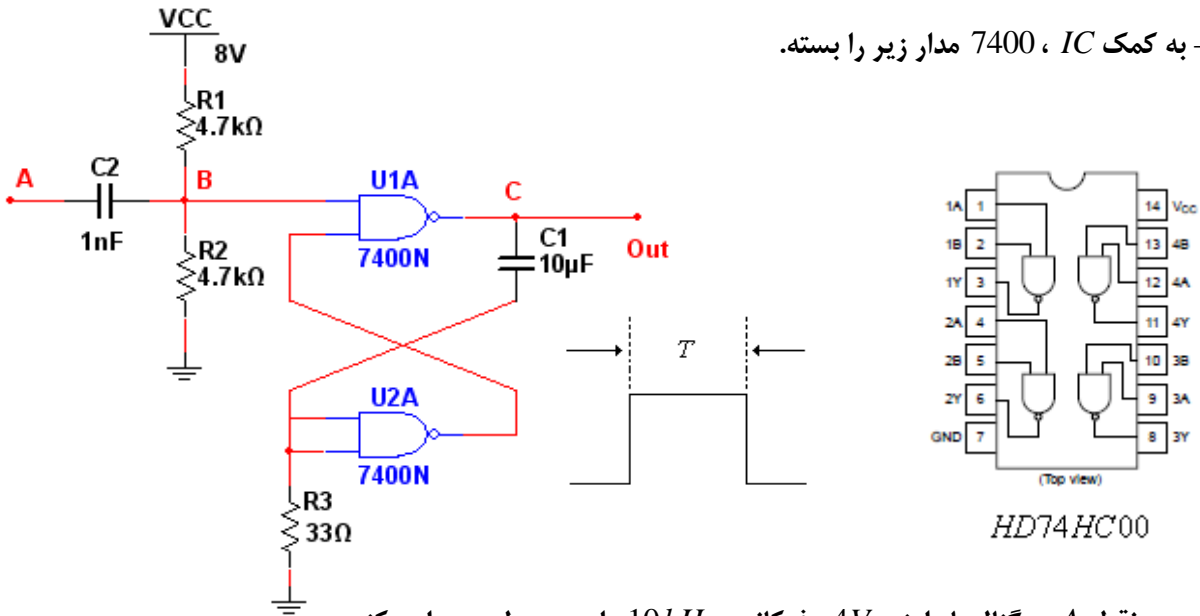 - به کمک IC ، 7400 مدار زیر را بسته.
VCC
8V
R1
4.7kΩ
A
C2
1nF
B
R2
4.7kΩ
U1A
7400N
C
C1
10μF
Out
U2A
7400N
R3
33Ω
T
1A 1
1B 2
1Y 3
2A 4
2B 5
2Y 6
GND 7
14 Vcc
13 4B
12 4A
11 4Y
10 3B
9 3A
8 3Y
(Top view)
HD74HC00